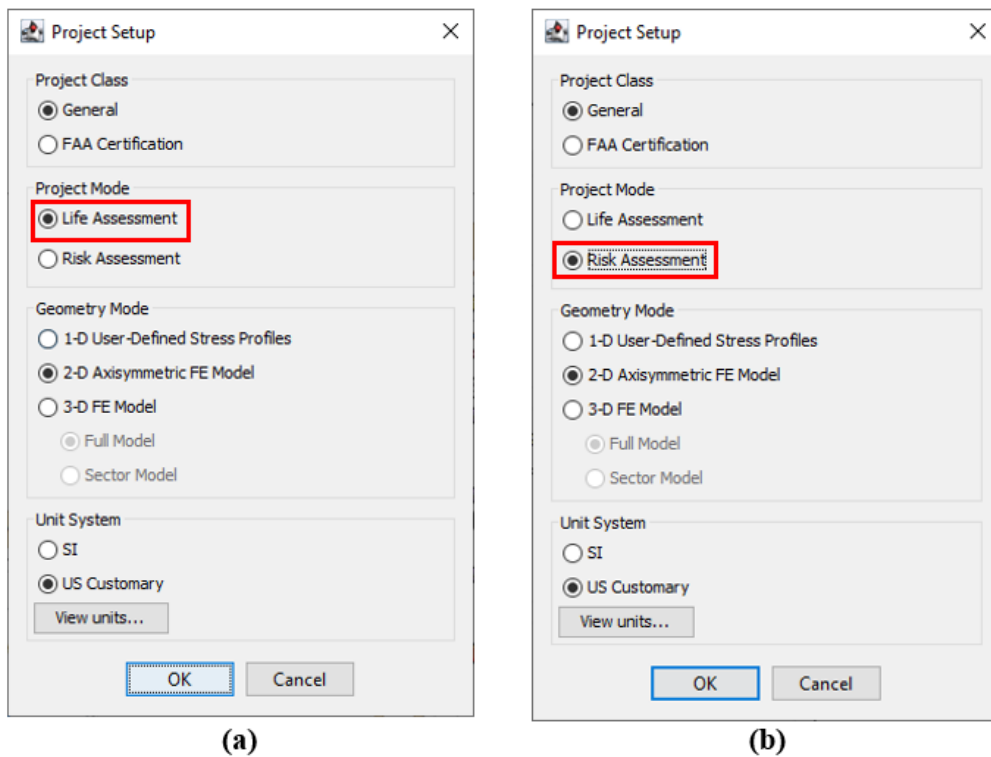 Project Setup
Project Class
General
FAA Certification
Project Mode
Life Assessment
Risk Assessment
Geometry Mode
1-D User-Defined Stress Profiles
2-D Axisymmetric FE Model
3-D FE Model
Full Model
Sector Model
Unit System
SI
US Customary
View units...
OK Cancel
(a)
Project Setup
Project Class
General
FAA Certification
Project Mode
Life Assessment
Risk Assessment
Geometry Mode
1-D User-Defined Stress Profiles
2-D Axisymmetric FE Model
3-D FE Model
Full Model
Sector Model
Unit System
SI
US Customary
View units...
OK Cancel
(b)